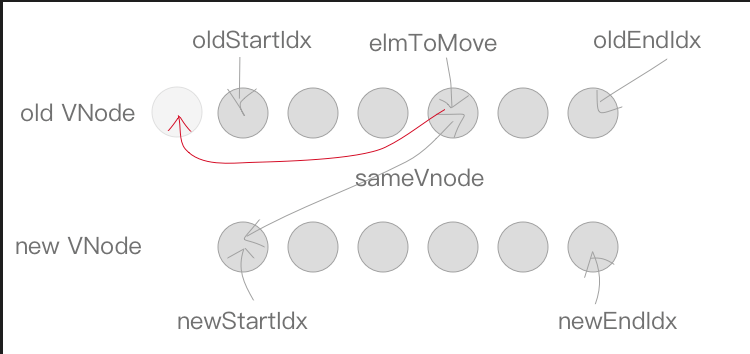 oldStartIdx
elmToMove
oldEndIdx
old VNode
sameVnode
new VNode
newStartIdx
newEndIdx